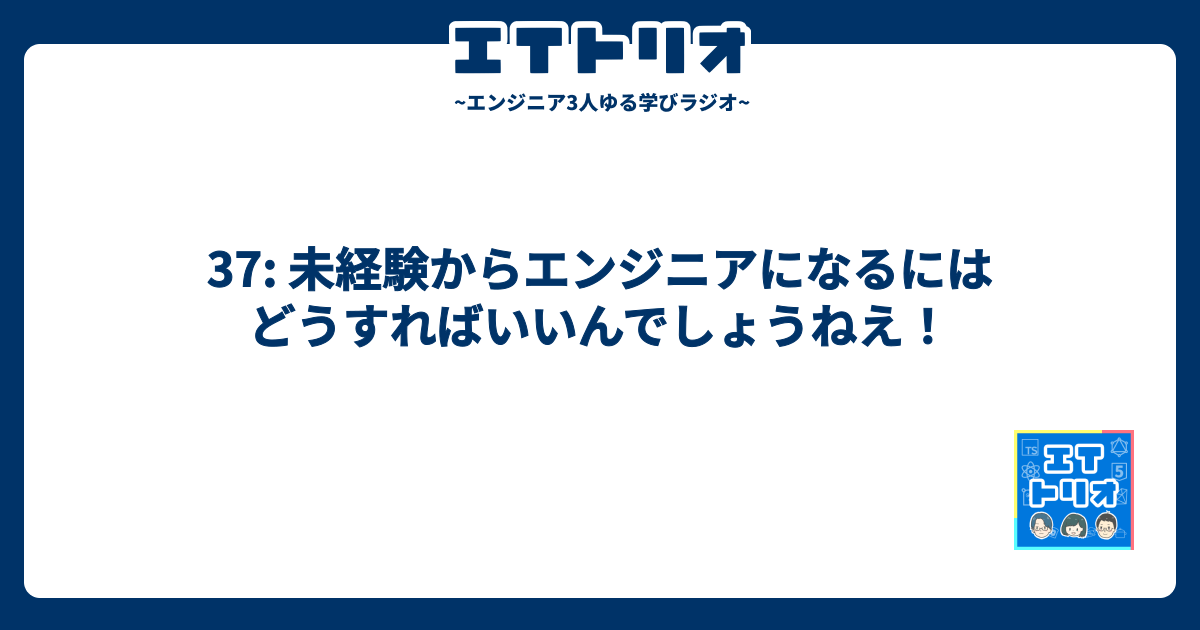 エイトリオ
~エンジニア3人ゆる学びラジオ~
37: 未経験からエンジニアになるには
どうすればいいんでしょうねえ！
TS
エイ
5
トリオ